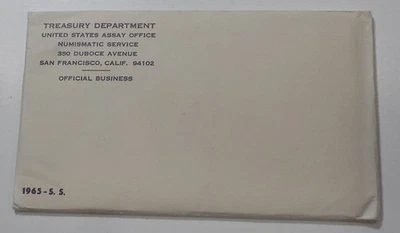 TREASURY DEPARTMENT
UNITED STATES ASSAY OFFICE
NUMISMATIC SERVICE
350 DUBOCE AVENUE
SAN FRANCISCO, CALIF. 94102
OFFICIAL BUSINESS
1965-S. S.